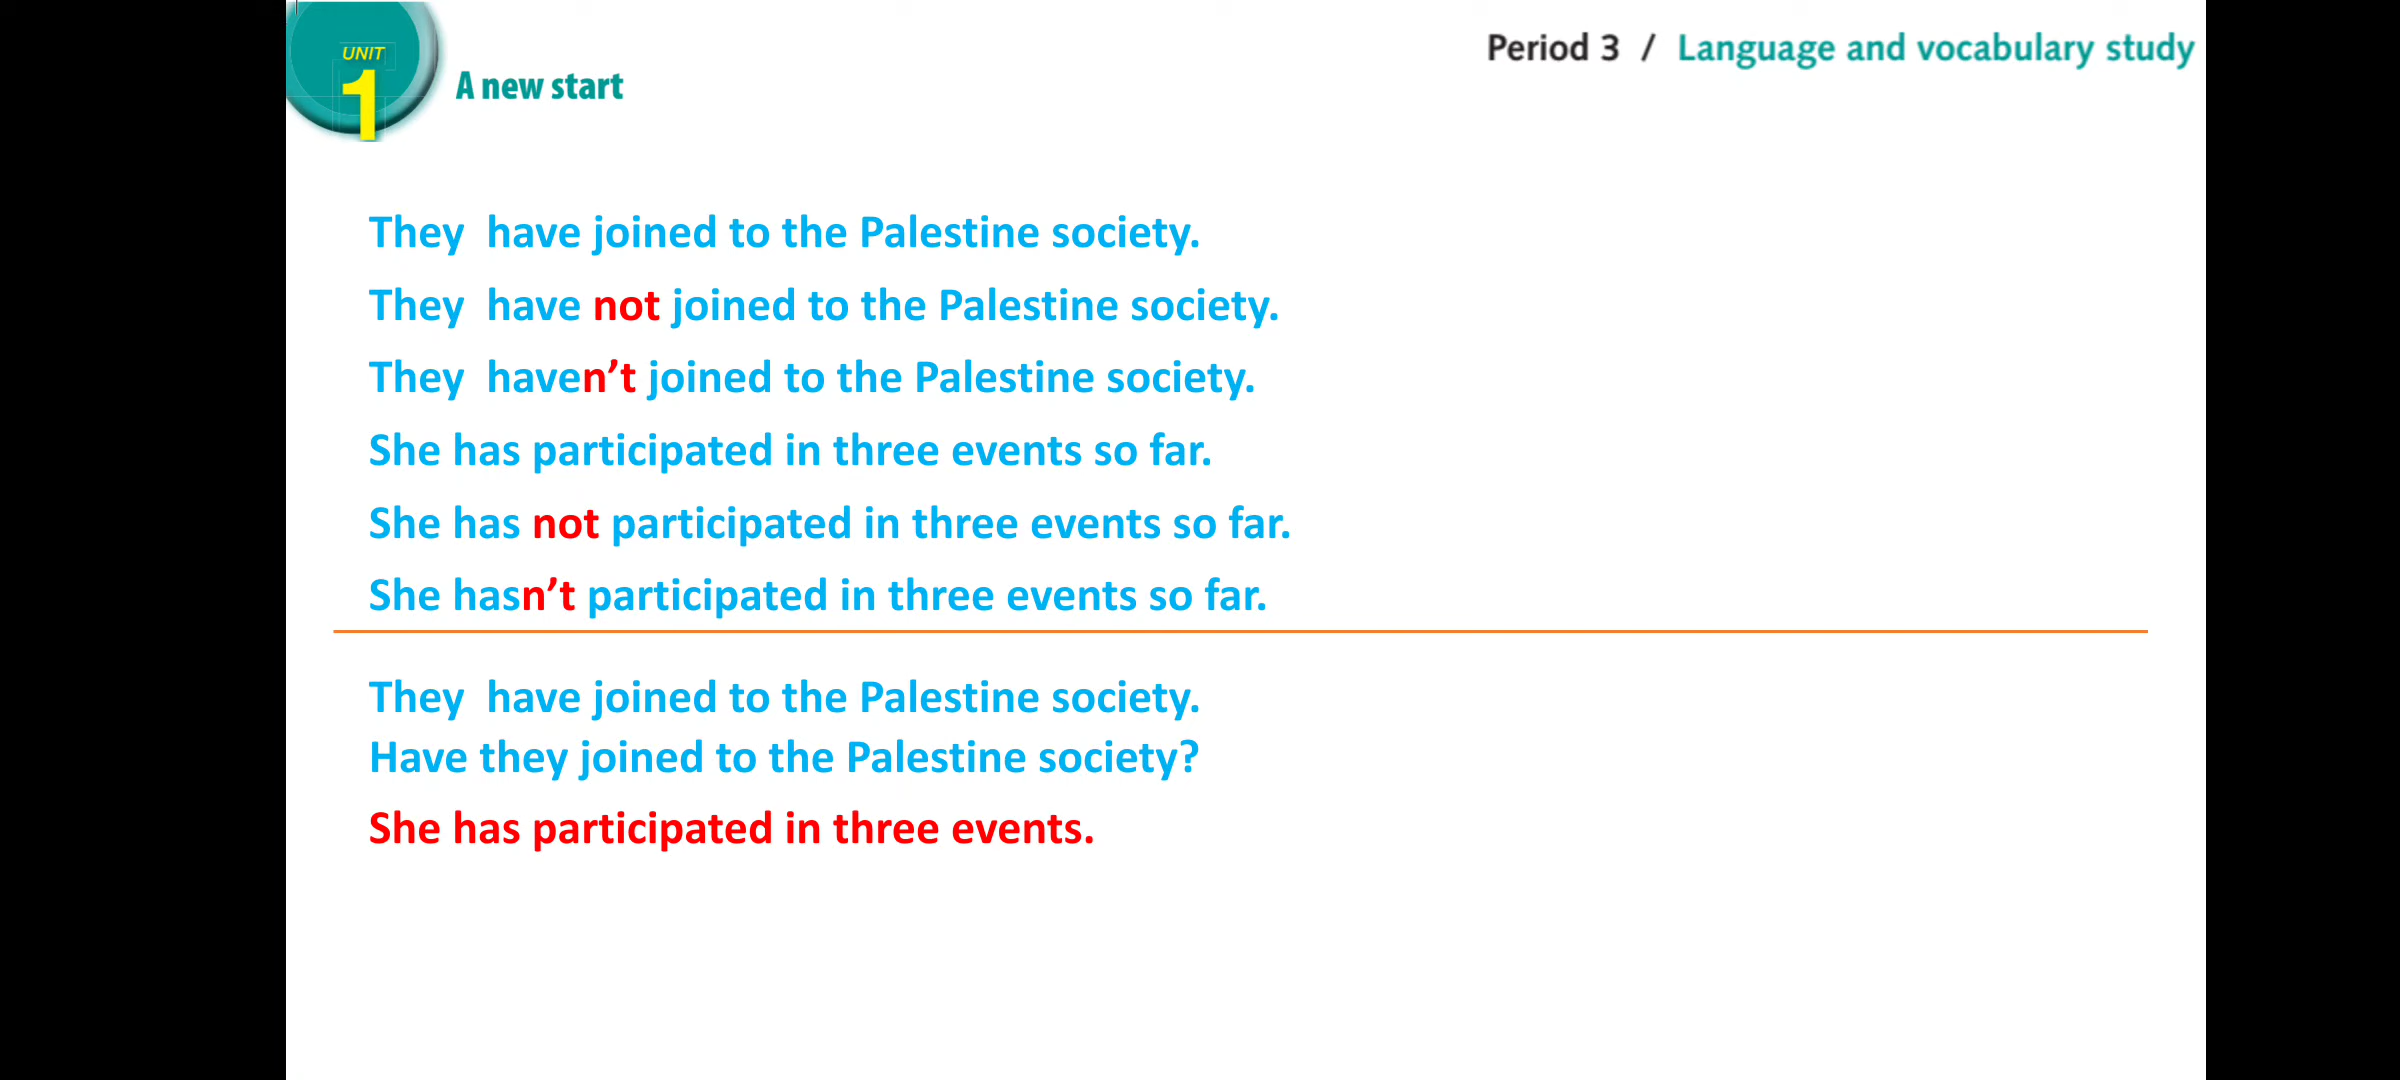 UNIT
1
A new start
Period 3 / Language and vocabulary study
They have joined to the Palestine society.
They have not joined to the Palestine society.
They haven’t joined to the Palestine society.
She has participated in three events so far.
She has not participated in three events so far.
She hasn’t participated in three events so far.
They have joined to the Palestine society.
Have they joined to the Palestine society?
She has participated in three events.